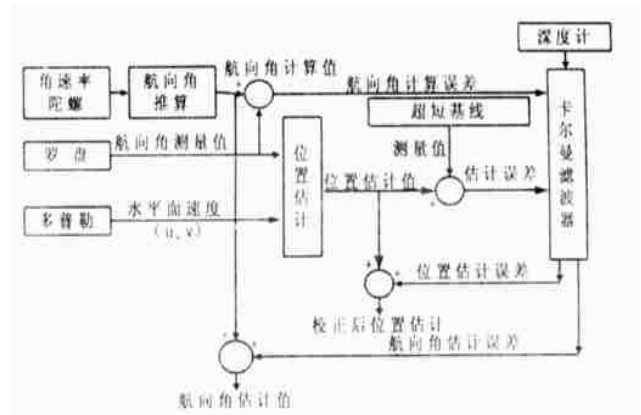 深度计
角速率
陀螺
航向角
推算
航向角计算值
航向角计算误差
超短基线
卡尔曼滤波器
罗盘
航向角测量值
位置估计
测量值
位置估计值
估计误差
多普勒
水平面速度
(u、v)
位置估计误差
校正后位置估计
航向角估计误差
航向角估计值